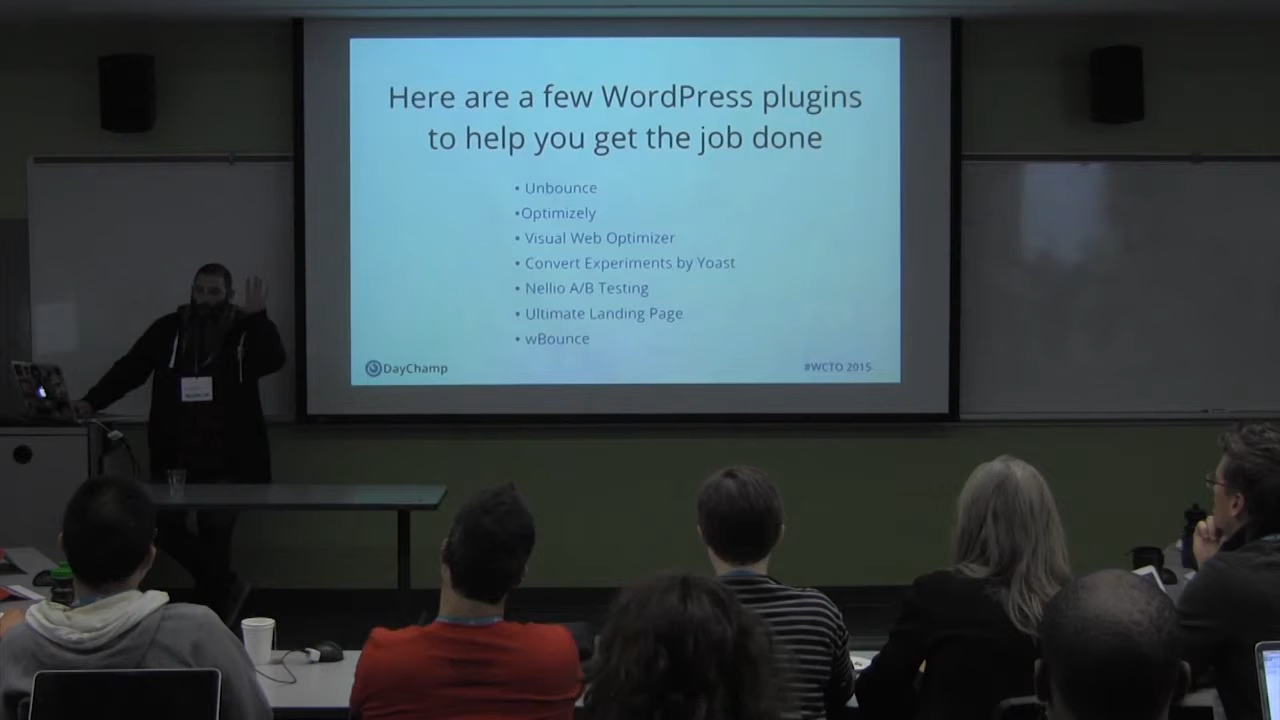 Here are a few WordPress plugins
to help you get the job done
• Unbounce
•Optimizely
• Visual Web Optimizer
• Convert Experiments by Yoast
• Nellio A/B Testing
• Ultimate Landing Page
• wBounce
DayChamp
#WCTO 2015